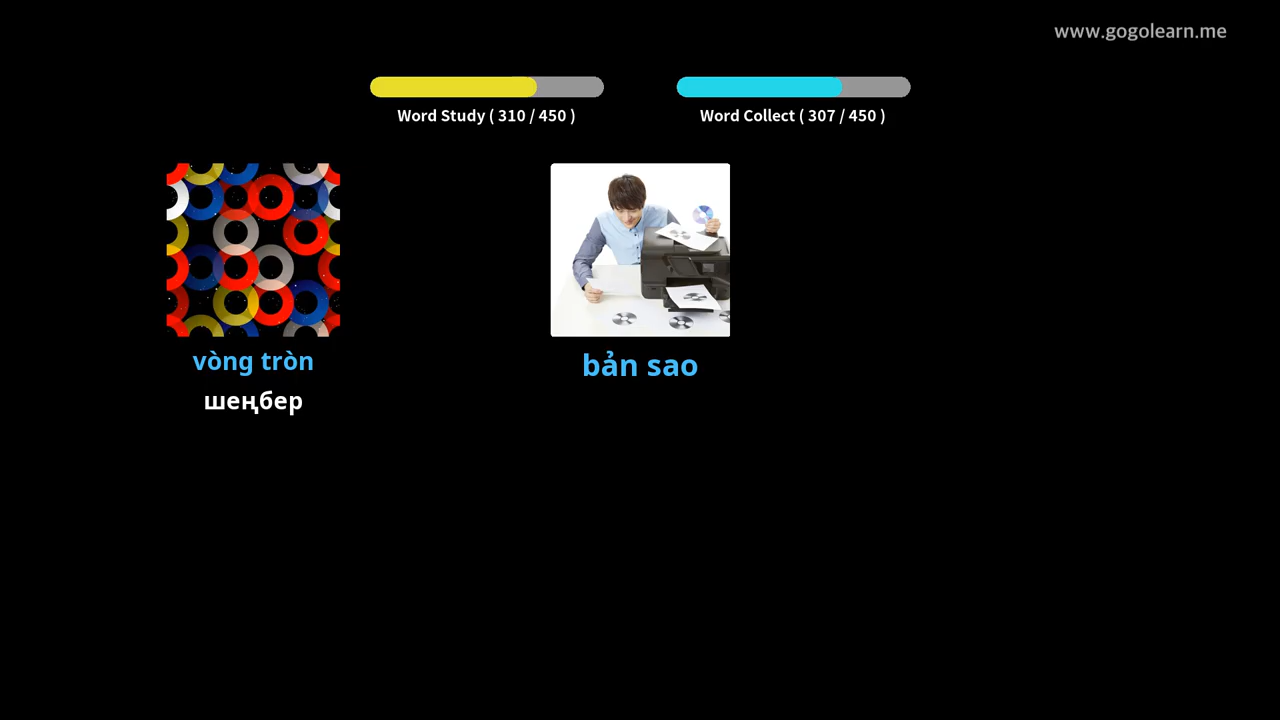 www.gogolearn.me
Word Study ( 310 / 450 )
Word Collect ( 307 / 450 )
vòng tròn
шеңбер
bản sao